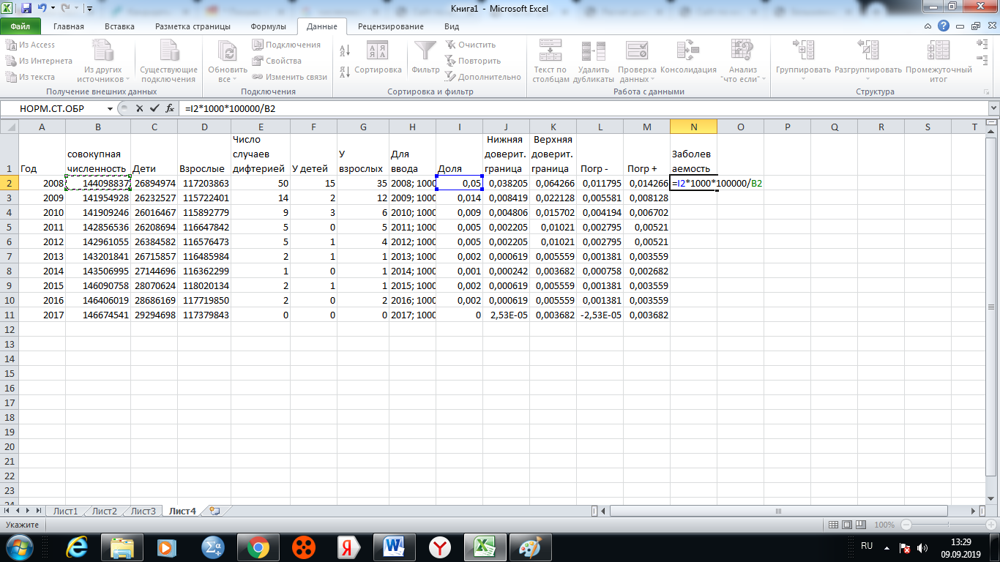 Книга1 - Microsoft Excel
Файл Главная Вставка Разметка страницы Формулы Данные Рецензирование Вид
Из Access
Из Интернета
Из текста
Из других источников
Существующие подключения
Получение внешних данных
Обновить все
Подключения
Свойства
Изменить связи
Подключения
Сортировка
Фильтр
Очистить
Повторить
Дополнительно
Сортировка и фильтр
Текст по столбцам
Удалить дубликаты
Проверка данных
Консолидация
Анализ "что если"
Работа с данными
Группировать
Разгруппировать
Промежуточный итог
Структура
НОРМ.СТ.ОБР fx =I2*1000*100000/B2
A B C D E F G H I J K L M N O P Q R S T
1 Год совокупная численность Дети Взрослые Число случаев дифтерией У детей У взрослых Для ввода Доля Нижняя доверит. граница Верхняя доверит. граница Погр - Погр + Заболев аемость
2 2008 144098837 26894974 117203863 50 15 35 2008; 1000 0,05 0,038205 0,064266 0,011795 0,014266 =I2*1000*100000/B2
3 2009 141954928 26232527 115722401 14 2 12 2009; 1000 0,014 0,008419 0,022128 0,005581 0,008128
4 2010 141909246 26016467 115892779 9 3 6 2010; 1000 0,009 0,004806 0,015702 0,004194 0,006702
5 2011 142856536 26208694 116647842 5 0 5 2011; 1000 0,005 0,002205 0,01021 0,002795 0,00521
6 2012 142961055 26384582 116576473 5 1 4 2012; 1000 0,005 0,002205 0,01021 0,002795 0,00521
7 2013 143201841 26715857 116485984 2 1 1 2013; 1000 0,002 0,000619 0,005559 0,001381 0,003559
8 2014 143506995 27144696 116362299 1 0 1 2014; 1000 0,001 0,000242 0,003682 0,000758 0,002682
9 2015 146090758 28070624 118020134 2 1 1 2015; 1000 0,002 0,000619 0,005559 0,001381 0,003559
10 2016 146406019 28686169 117719850 2 0 2 2016; 1000 0,002 0,000619 0,005559 0,001381 0,003559
11 2017 146674541 29294698 117379843 0 0 0 2017; 1000 0 2,53E-05 0,003682 -2,53E-05 0,003682
12
13
14
15
16
17
18
19
20
21
22
23
Лист1 Лист2 Лист3 Лист4
Укажите 100%
RU 13:29
09.09.2019